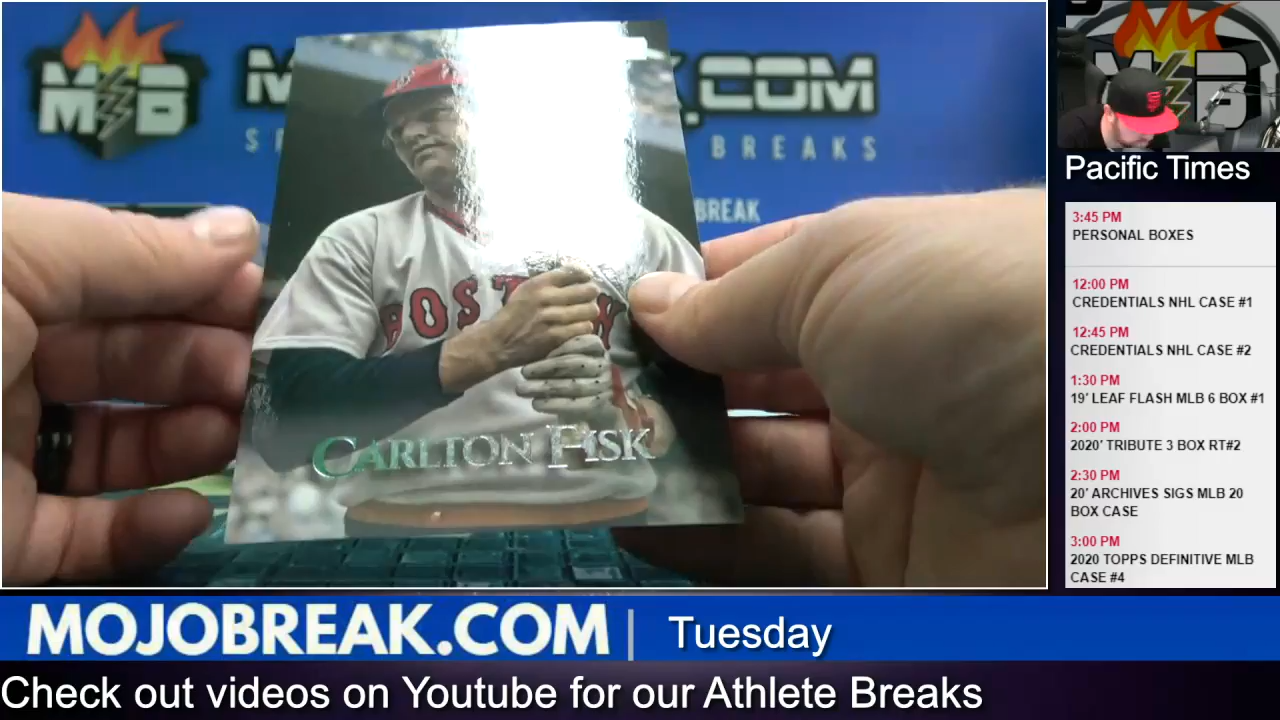 M B
.COM
BREAKS
BREAK
BOST
CARLTON FISK
M B
Pacific Times
3:45 PM
PERSONAL BOXES
12:00 PM
CREDENTIALS NHL CASE #1
12:45 PM
CREDENTIALS NHL CASE #2
1:30 PM
19' LEAF FLASH MLB 6 BOX #1
2:00 PM
2020' TRIBUTE 3 BOX RT#2
2:30 PM
20' ARCHIVES SIGS MLB 20
BOX CASE
3:00 PM
2020 TOPPS DEFINITIVE MLB
CASE #4
MOJOBREAK.COM | Tuesday
Check out videos on Youtube for our Athlete Breaks